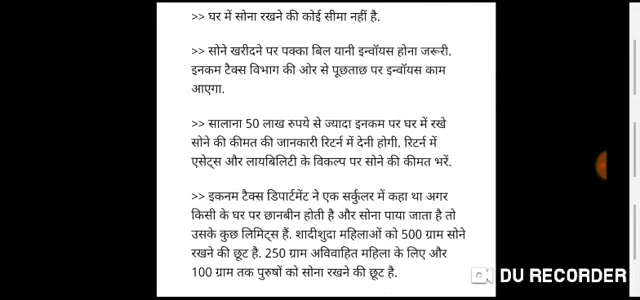 >> घर में सोना रखने की कोई सीमा नहीं है.
>> सोने खरीदने पर पक्का बिल यानी इन्वॉयस होना जरूरी.
इनकम टैक्स विभाग की ओर से पूछताछ पर इन्वॉयस काम
आएगा.
>> सालाना 50 लाख रुपये से ज्यादा इनकम पर घर में रखे
सोने की कीमत की जानकारी रिटर्न में देनी होगी. रिटर्न में
एसेट्स और लायबिलिटी के विकल्प पर सोने की कीमत भरें.
>> इकनम टैक्स डिपार्टमेंट ने एक सर्कुलर में कहा था अगर
किसी के घर पर छानबीन होती है और सोना पाया जाता है तो
उसके कुछ लिमिट्स हैं. शादीशुदा महिलाओं को 500 ग्राम सोने
रखने की छूट है. 250 ग्राम अविवाहित महिला के लिए और
100 ग्राम तक पुरुषों को सोना रखने की छूट है.
DU RECORDER